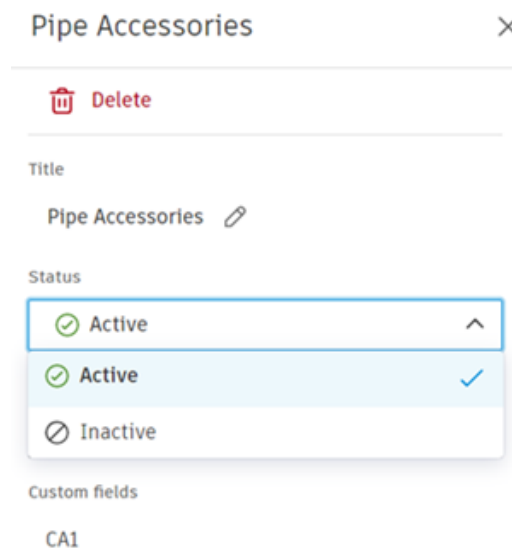 Pipe Accessories
Delete
Title
Pipe Accessories
Status
Active
Active
Inactive
Custom fields
CA1